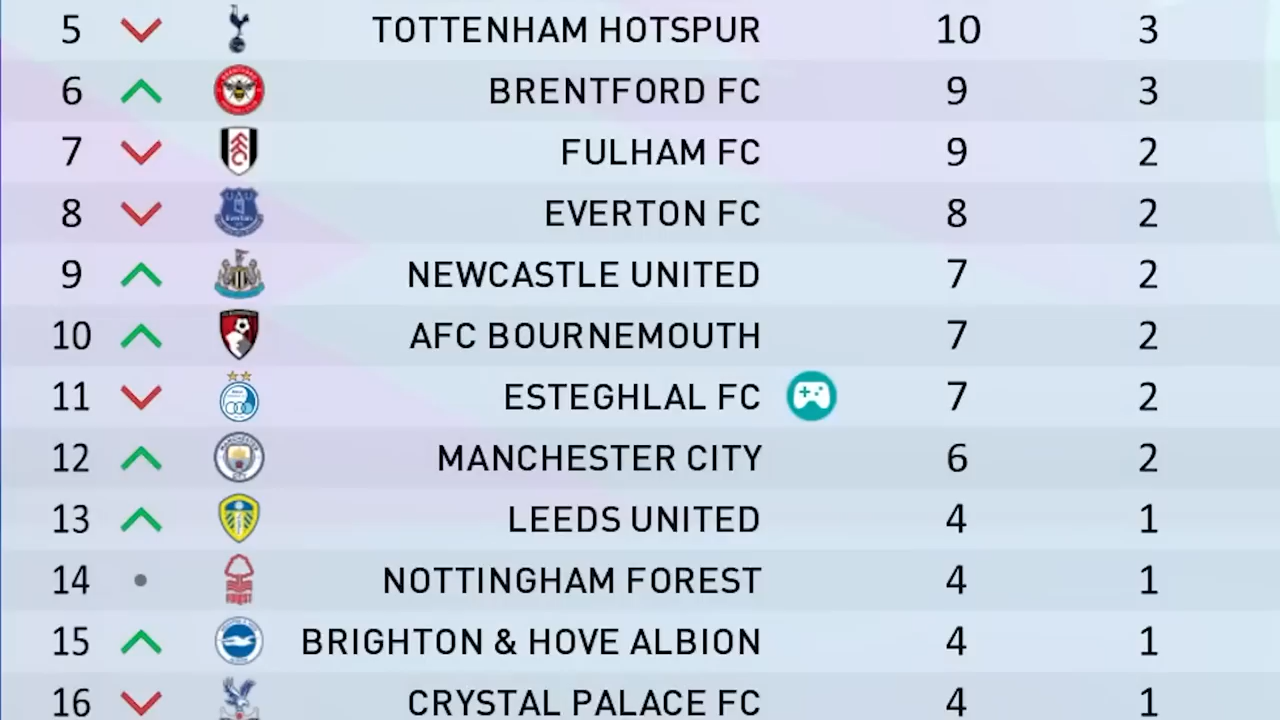 5 TOTTENHAM HOTSPUR 10 3
6 BRENTFORD FC 9 3
7 FULHAM FC 9 2
8 EVERTON FC 8 2
9 NEWCASTLE UNITED 7 2
10 AFC BOURNEMOUTH 7 2
11 ESTEGHLAL FC 7 2
12 MANCHESTER CITY 6 2
13 LEEDS UNITED 4 1
14 NOTTINGHAM FOREST 4 1
15 BRIGHTON & HOVE ALBION 4 1
16 CRYSTAL PALACE FC 4 1